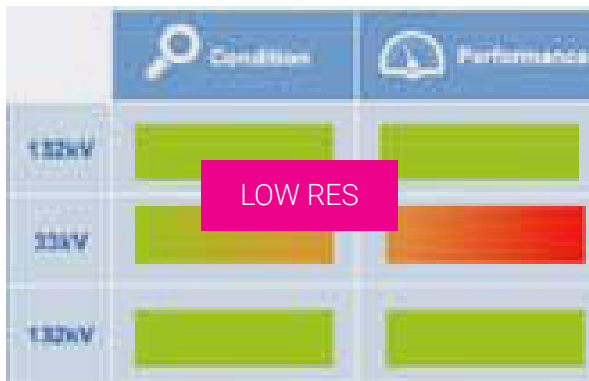 Condition Performance
132kV
LOW RES
33kV
132kV